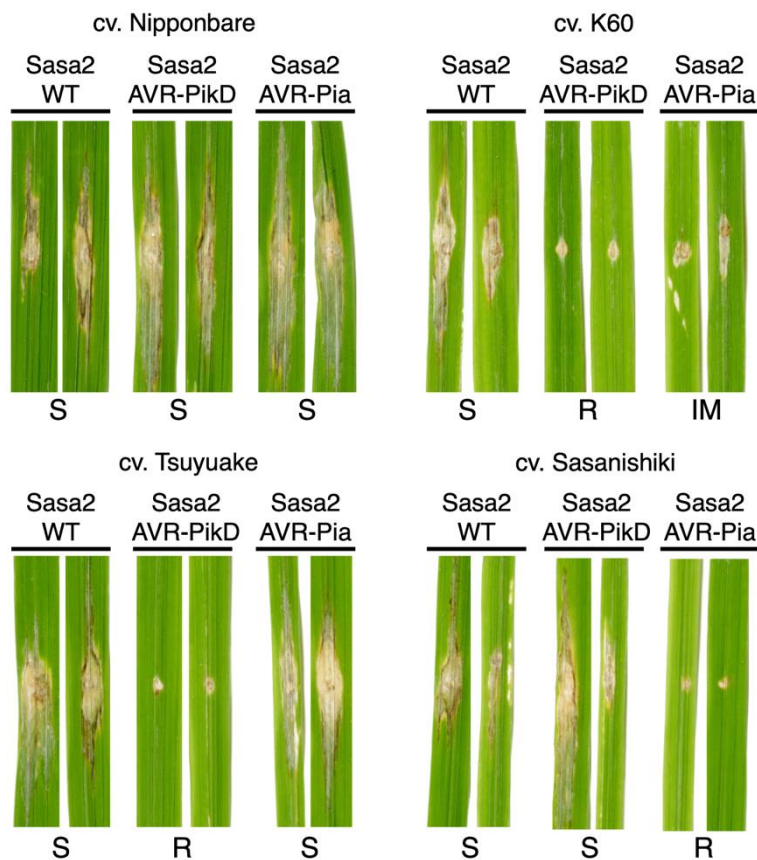 cv. Nipponbare
Sasa2 WT
Sasa2 AVR-PikD
Sasa2 AVR-Pia
S
S
S
cv. K60
Sasa2 WT
Sasa2 AVR-PikD
Sasa2 AVR-Pia
S
R
IM
cv. Tsuyuake
Sasa2 WT
Sasa2 AVR-PikD
Sasa2 AVR-Pia
S
R
S
cv. Sasanishiki
Sasa2 WT
Sasa2 AVR-PikD
Sasa2 AVR-Pia
S
S
R